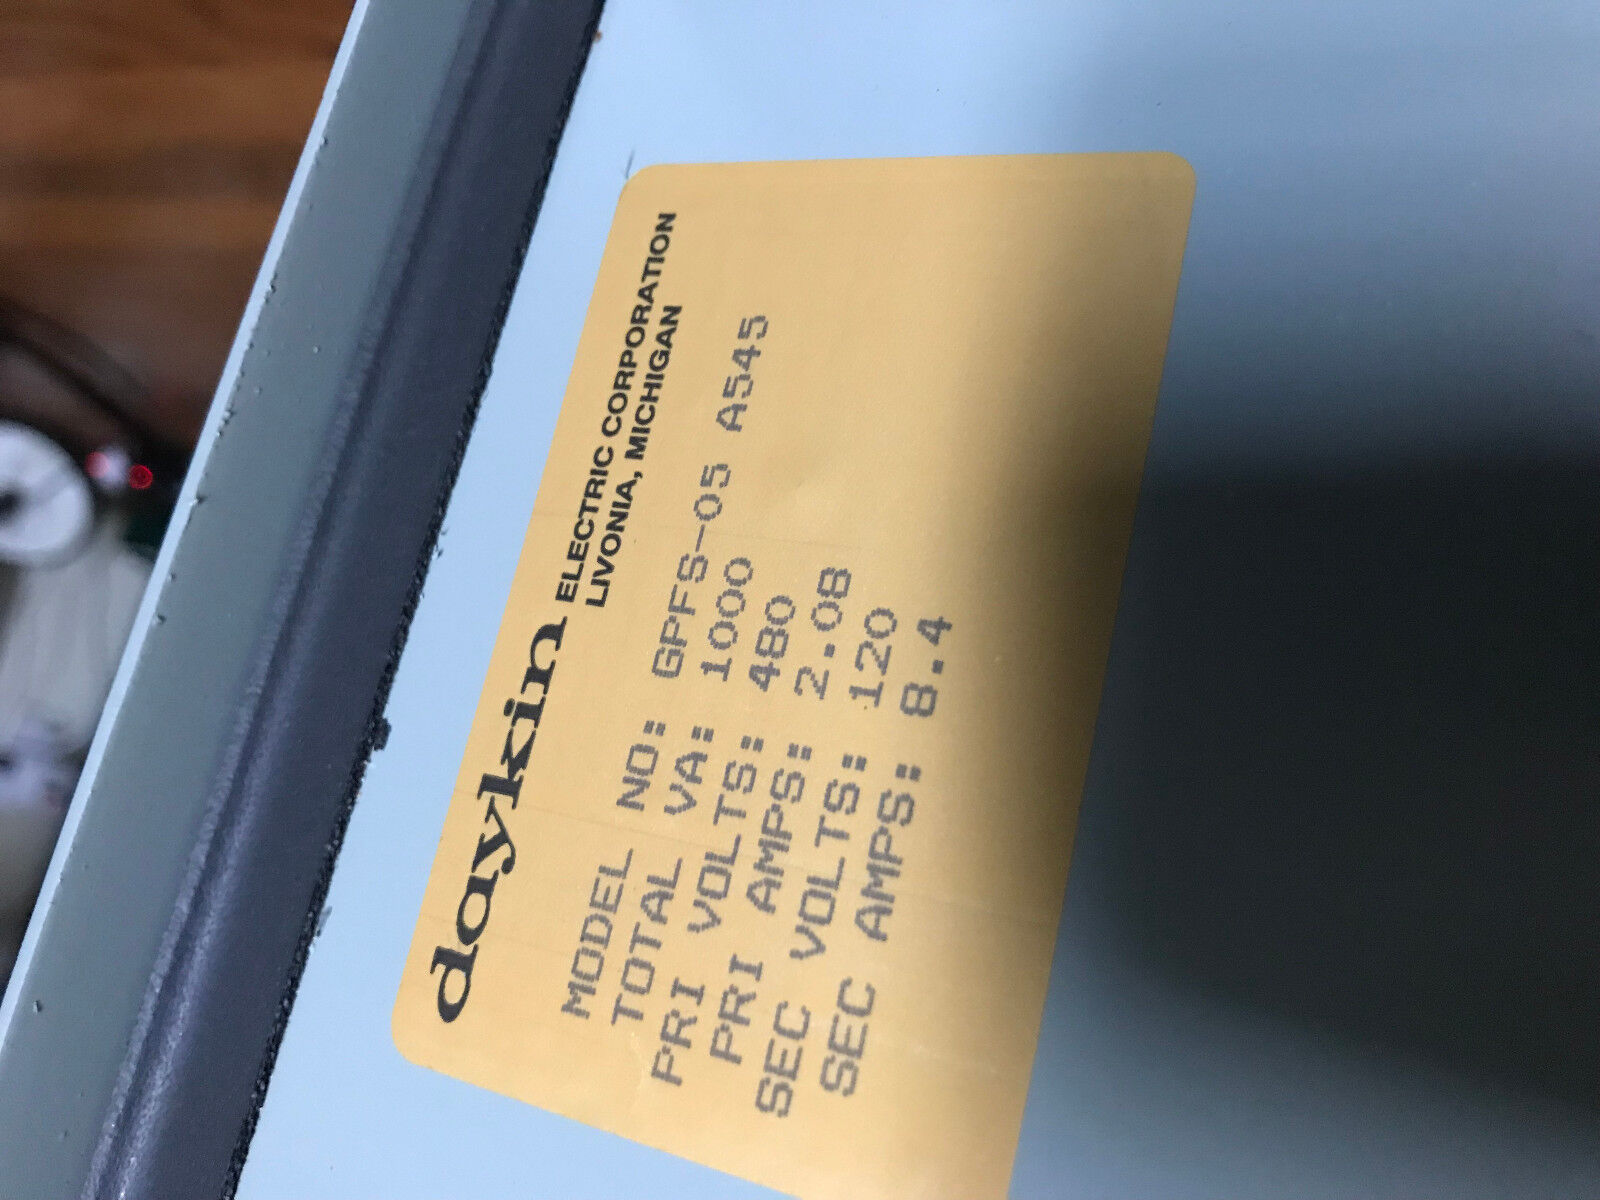 daykin ELECTRIC CORPORATION
LIVONIA, MICHIGAN
MODEL NO: GPFS-05 A545
TOTAL VA: 1000
PRI VOLTS: 480
PRI AMPS: 2.08
SEC VOLTS: 120
SEC AMPS: 8.4